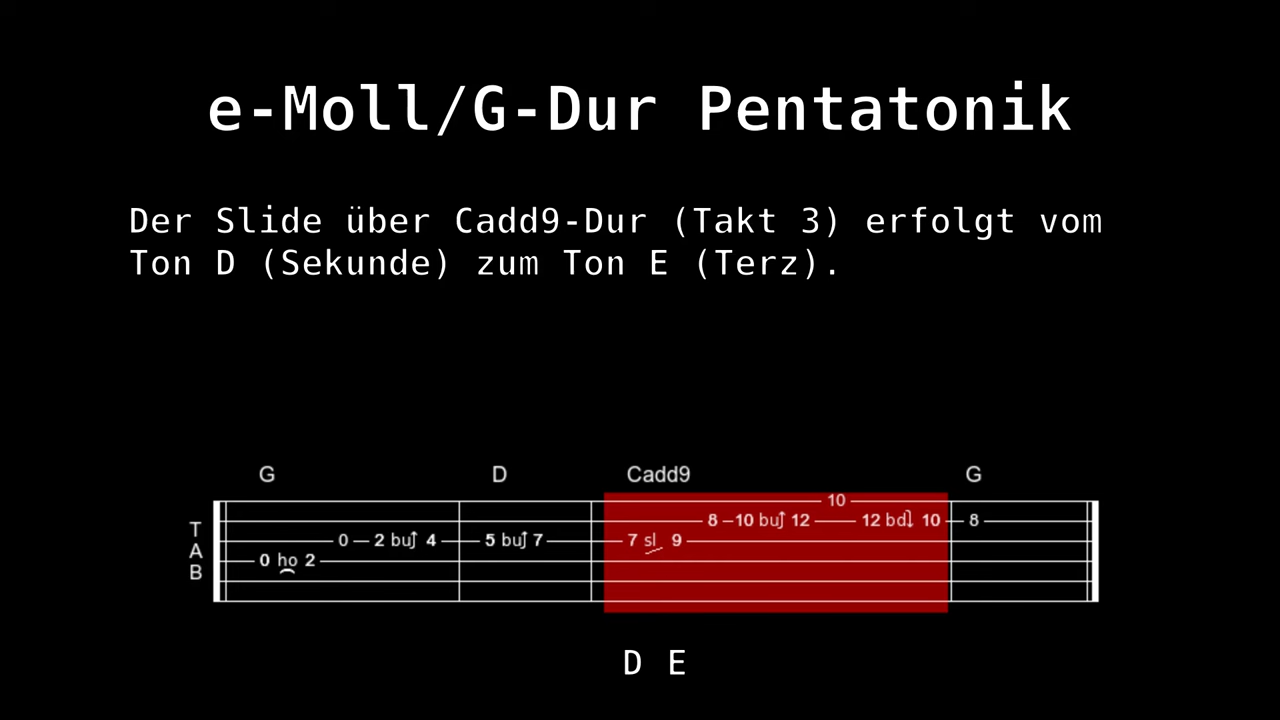 e-Moll/G-Dur Pentatonik
Der Slide über Cadd9-Dur (Takt 3) erfolgt vom
Ton D (Sekunde) zum Ton E (Terz).
G D Cadd9 G
10
8 10 bu 12 12 bd 10 8
T 0 2 bu 4 5 bu 7 7 sl 9
A
0 ho 2
B
D E